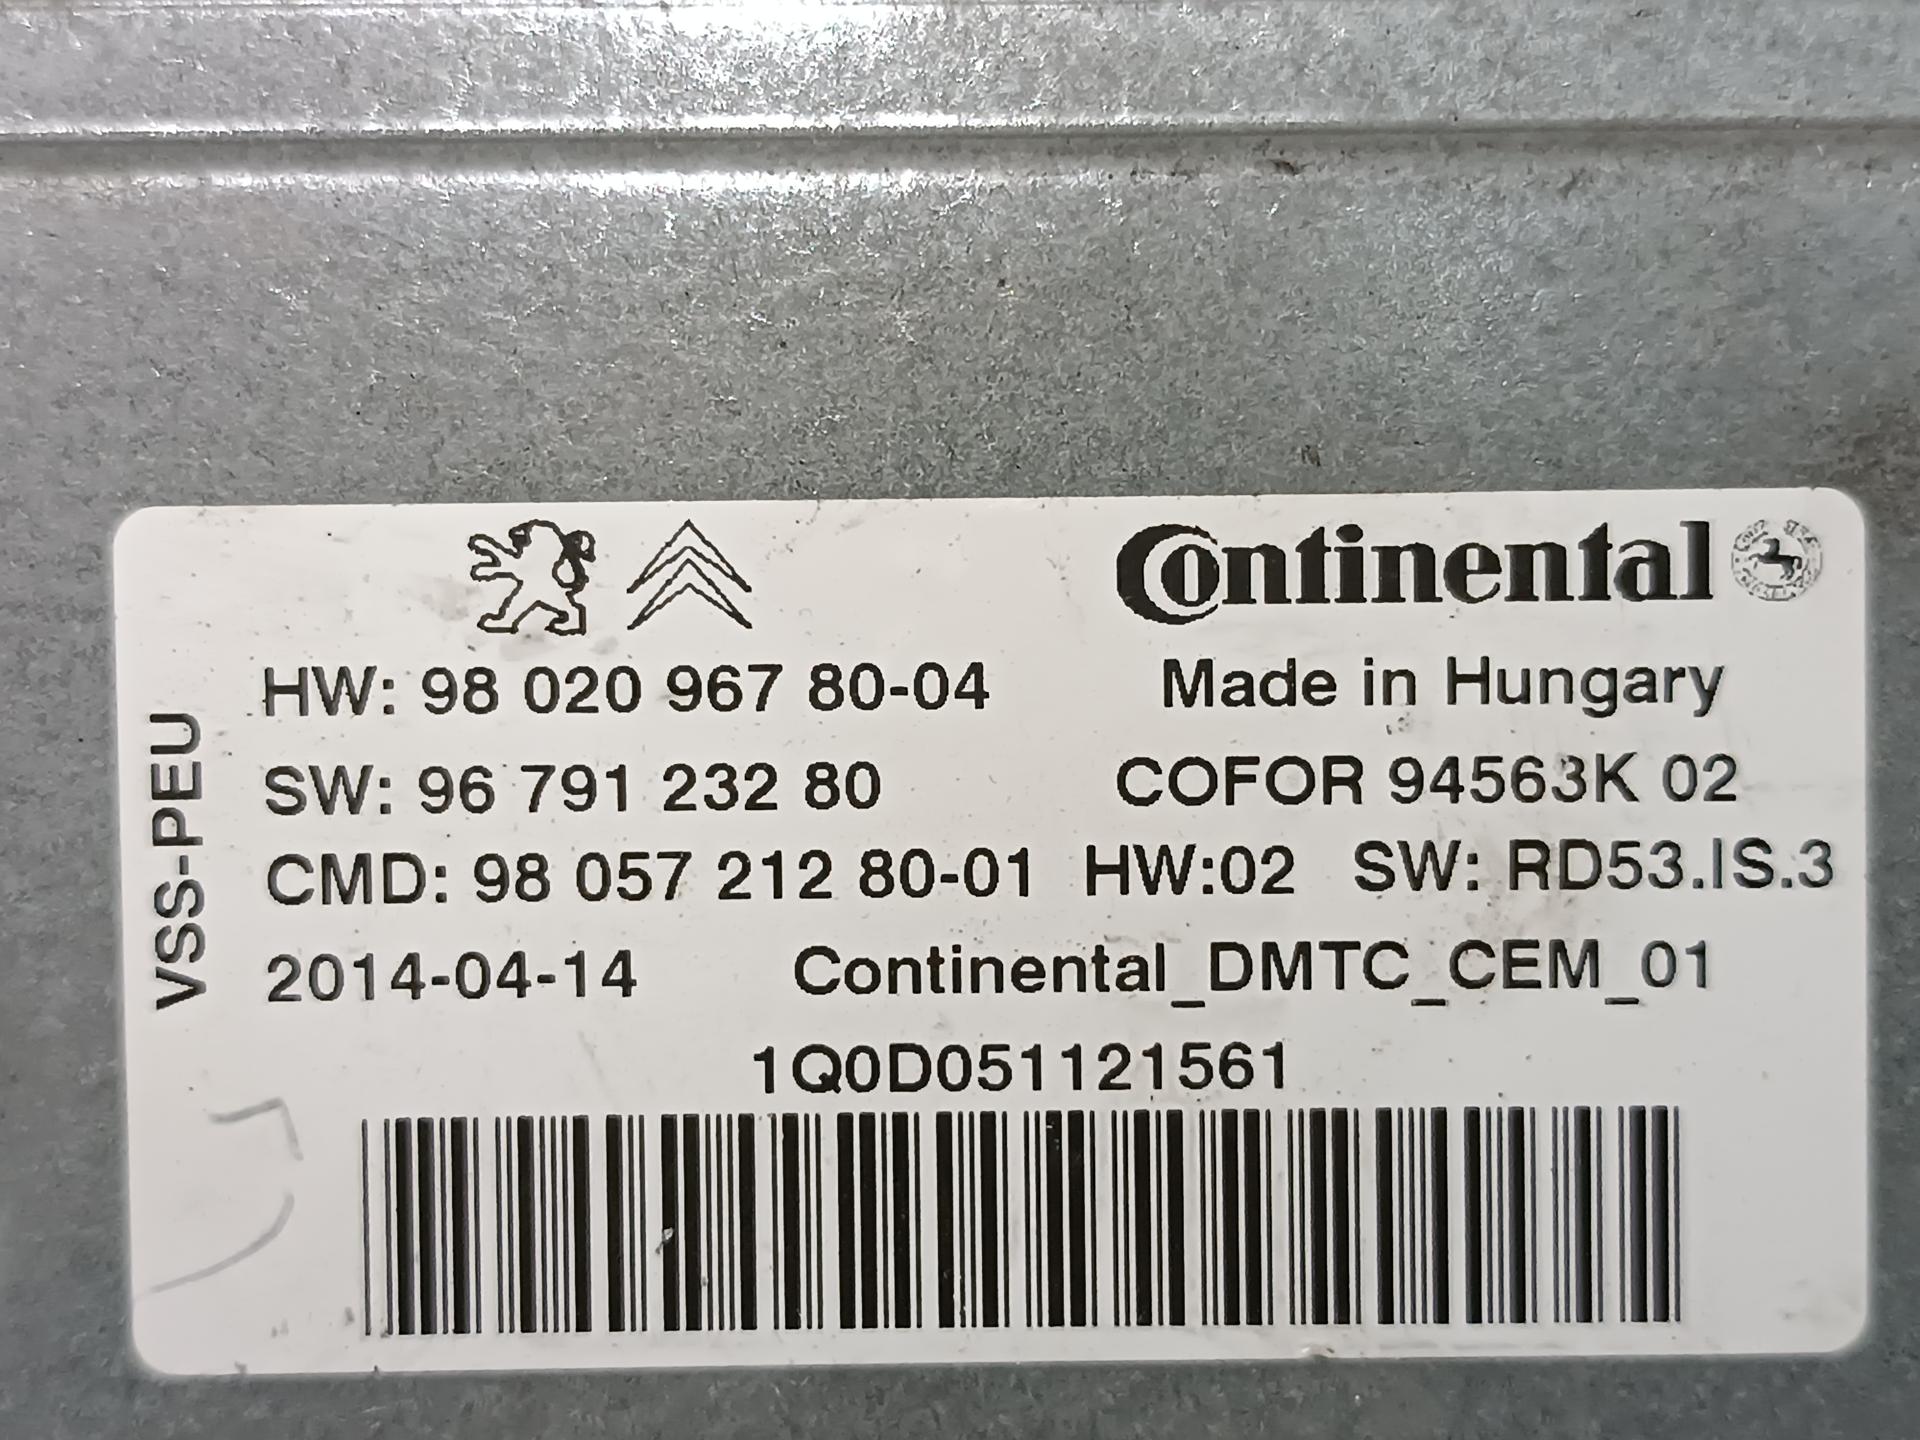 Continental
HW: 98 020 967 80-04
Made in Hungary
SW: 96 791 232 80
COFOR 94563K 02
CMD: 98 057 212 80-01 HW:02 SW: RD53.IS.3
2014-04-14 Continental_DMTC_CEM_01
1Q0D051121561
VSS-PEU